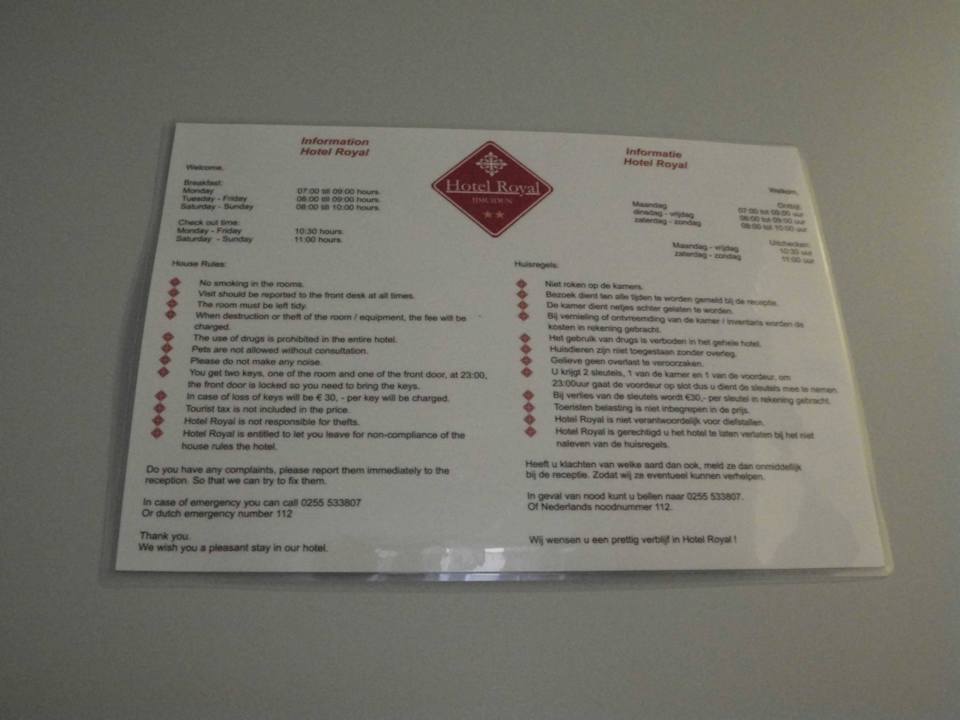 Information
Hotel Royal
Welcome.
Breakfast:
Monday 07:00 till 09:00 hours.
Tuesday - Friday 06:00 till 09:00 hours.
Saturday - Sunday 08:00 till 10:00 hours.
Check out time:
Monday - Friday 10:30 hours.
Saturday - Sunday 11:00 hours.
House Rules:
No smoking in the rooms.
Visit should be reported to the front desk at all times.
The room must be left tidy.
When destruction or theft of the room / equipment, the fee will be
charged.
The use of drugs is prohibited in the entire hotel.
Pets are not allowed without consultation.
Please do not make any noise.
You get two keys, one of the room and one of the front door, at 23:00,
the front door is locked so you need to bring the keys.
In case of loss of keys will be € 30, - per key will be charged.
Tourist tax is not included in the price.
Hotel Royal is not responsible for thefts.
Hotel Royal is entitled to let you leave for non-compliance of the
house rules the hotel.
Do you have any complaints, please report them immediately to the
reception. So that we can try to fix them.
In case of emergency you can call 0255 533807
Or dutch emergency number 112
Thank you.
We wish you a pleasant stay in our hotel.
Hotel Royal
IJMUIDEN
Informatie
Hotel Royal
Welkom,
Ontbijt:
Maandag 07:00 tot 09:00 uur
dinsdag - vrijdag 06:00 tot 09:00 uur
zaterdag - zondag 08:00 tot 10:00 uur
Uitchecken:
Maandag - vrijdag 10:30 uur
zaterdag - zondag 11:00 uur
Huisregels:
Niet roken op de kamers.
Bezoek dient ten alle tijden te worden gemeld bij de receptie.
De kamer dient netjes achter gelaten te worden.
Bij vernieling of ontvreemding van de kamer / inventaris worden de
kosten in rekening gebracht.
Het gebruik van drugs is verboden in het gehele hotel.
Huisdieren zijn niet toegestaan zonder overleg.
Gelieve geen overlast te veroorzaken.
U krijgt 2 sleutels, 1 van de kamer en 1 van de voordeur, om
23:00uur gaat de voordeur op slot dus u dient de sleutels mee te nemen.
Bij verlies van de sleutels wordt €30,- per sleutel in rekening gebracht.
Toeristen belasting is niet inbegrepen in de prijs.
Hotel Royal is niet verantwoordelijk voor diefstallen.
Hotel Royal is gerechtigd u het hotel te laten verlaten bij het niet
naleven van de huisregels.
Heeft u klachten van welke aard dan ook, meld ze dan onmiddellijk
bij de receptie. Zodat wij ze eventueel kunnen verhelpen.
In geval van nood kunt u bellen naar 0255 533807.
Of Nederlands noodnummer 112.
Wij wensen u een prettig verblijf in Hotel Royal !